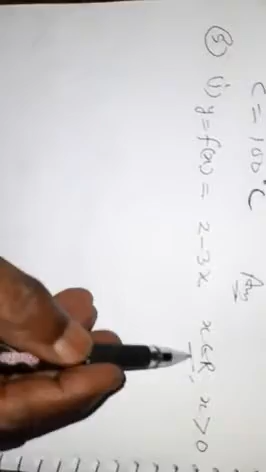 C = 100°C Ans
⑤ (i) y = f(x) = 2 - 3x, x ∈ R, x > 0